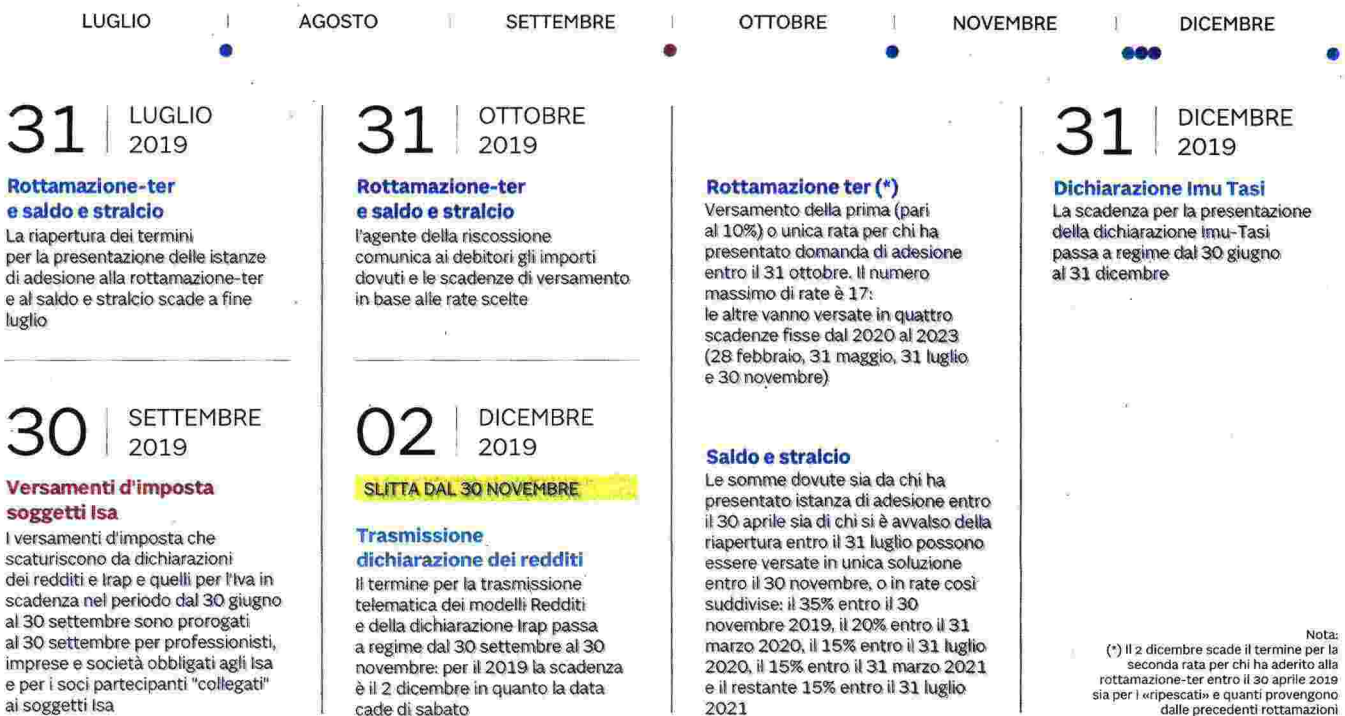 LUGLIO | AGOSTO | SETTEMBRE | OTTOBRE | NOVEMBRE | DICEMBRE
31 | LUGLIO
2019
Rottamazione-ter
e saldo e stralcio
La riapertura dei termini
per la presentazione delle istanze
di adesione alla rottamazione-ter
e al saldo e stralcio scade a fine
luglio
30 | SETTEMBRE
2019
Versamenti d'imposta
soggetti Isa
I versamenti d'imposta che
scaturiscono da dichiarazioni
dei redditi e Irap e quelli per l'Iva in
scadenza nel periodo dal 30 giugno
al 30 settembre sono prorogati
al 30 settembre per professionisti,
imprese e società obbligati agli Isa
e per i soci partecipanti "collegati"
ai soggetti Isa
31 | OTTOBRE
2019
Rottamazione-ter
e saldo e stralcio
l'agente della riscossione
comunica ai debitori gli importi
dovuti e le scadenze di versamento
in base alle rate scelte
02 | DICEMBRE
2019
SLITTA DAL 30 NOVEMBRE
Trasmissione
dichiarazione dei redditi
Il termine per la trasmissione
telematica dei modelli Redditi
e della dichiarazione Irap passa
a regime dal 30 settembre al 30
novembre: per il 2019 la scadenza
è il 2 dicembre in quanto la data
cade di sabato
Rottamazione ter (*)
Versamento della prima (pari
al 10%) o unica rata per chi ha
presentato domanda di adesione
entro il 31 ottobre. Il numero
massimo di rate è 17:
le altre vanno versate in quattro
scadenze fisse dal 2020 al 2023
(28 febbraio, 31 maggio, 31 luglio
e 30 novembre)
Saldo e stralcio
Le somme dovute sia da chi ha
presentato istanza di adesione entro
il 30 aprile sia di chi si è avvalso della
riapertura entro il 31 luglio possono
essere versate in unica soluzione
entro il 30 novembre, o in rate così
suddivise: il 35% entro il 30
novembre 2019, il 20% entro il 31
marzo 2020, il 15% entro il 31 luglio
2020, il 15% entro il 31 marzo 2021
e il restante 15% entro il 31 luglio
2021
31 | DICEMBRE
2019
Dichiarazione Imu Tasi
La scadenza per la presentazione
della dichiarazione Imu-Tasi
passa a regime dal 30 giugno
al 31 dicembre
Nota:
(*) Il 2 dicembre scade il termine per la
seconda rata per chi ha aderito alla
rottamazione-ter entro il 30 aprile 2019
sia per i «ripescati» e quanti provengono
dalle precedenti rottamazioni